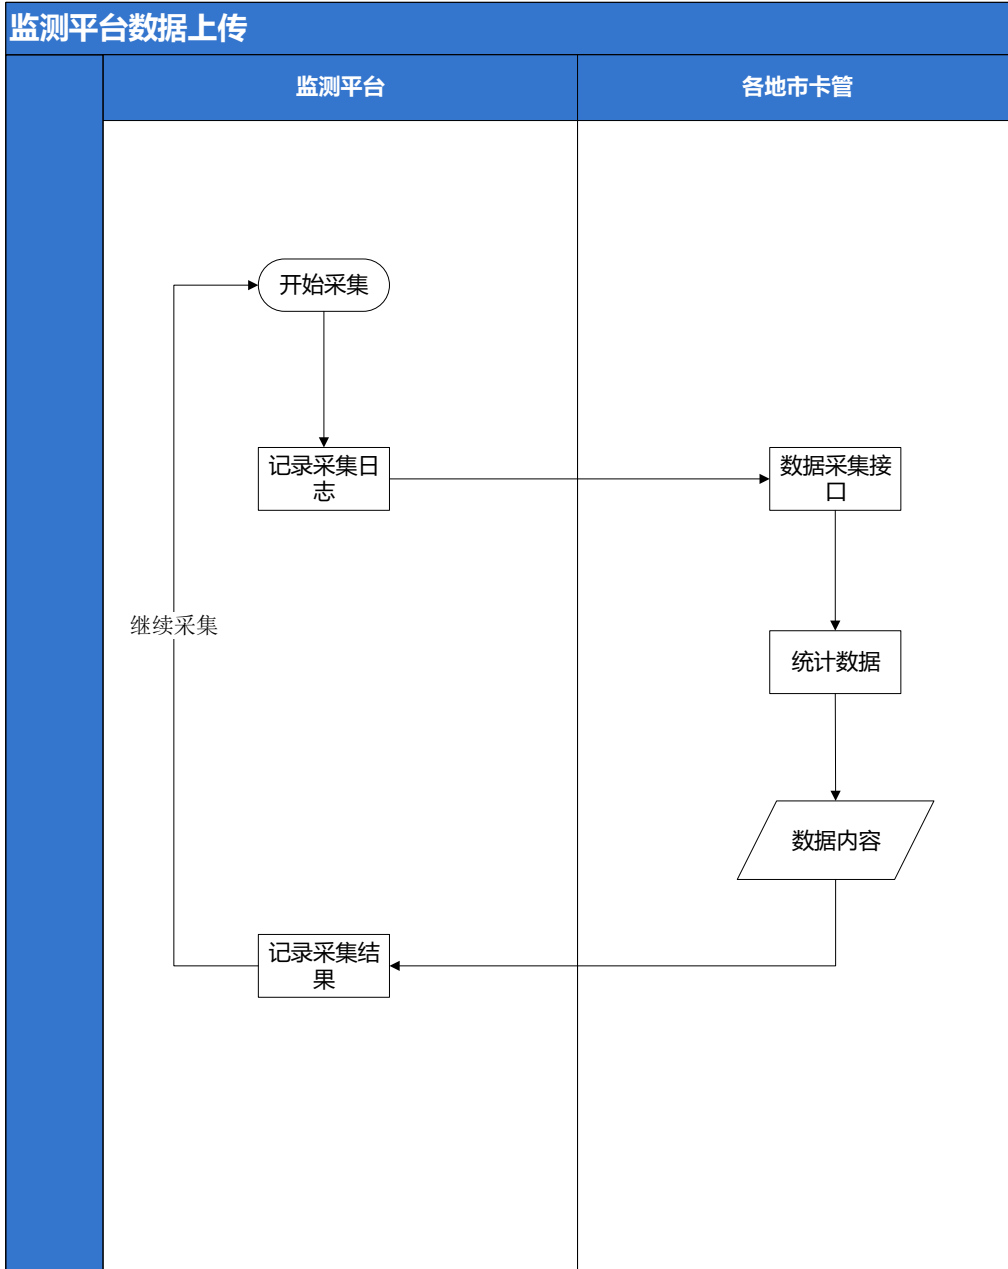 监测平台数据上传
监测平台
各地市卡管
开始采集
记录采集日
志
数据采集接
口
继续采集
统计数据
数据内容
记录采集结
果